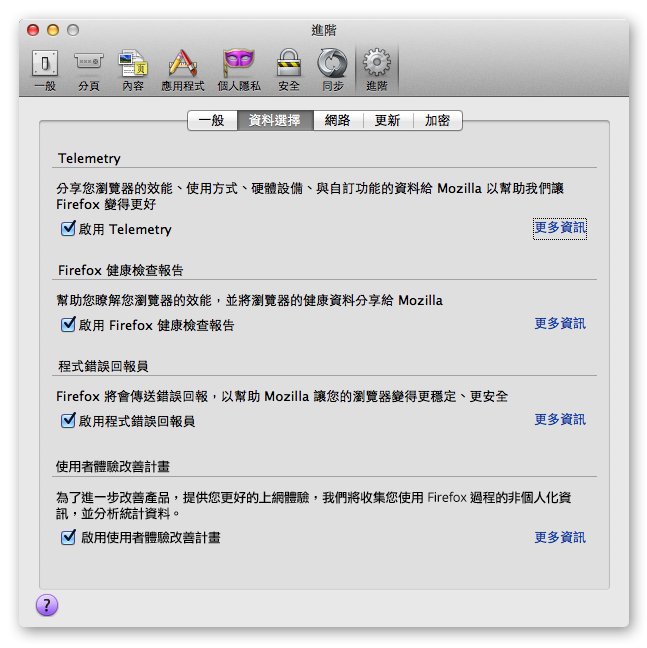 進階
一般 分頁 內容 應用程式 個人隱私 安全 同步 進階
一般 資料選擇 網路 更新 加密
Telemetry
分享您瀏覽器的效能、使用方式、硬體設備、與自訂功能的資料給 Mozilla 以幫助我們讓
Firefox 變得更好
啟用 Telemetry 更多資訊
Firefox 健康檢查報告
幫助您瞭解您瀏覽器的效能，並將瀏覽器的健康資料分享給 Mozilla
啟用 Firefox 健康檢查報告 更多資訊
程式錯誤回報員
Firefox 將會傳送錯誤回報，以幫助 Mozilla 讓您的瀏覽器變得更穩定、更安全
啟用程式錯誤回報員 更多資訊
使用者體驗改善計畫
為了進一步改善產品，提供您更好的上網體驗，我們將收集您使用 Firefox 過程的非個人化資
訊，並分析統計資料。
啟用使用者體驗改善計畫 更多資訊
?